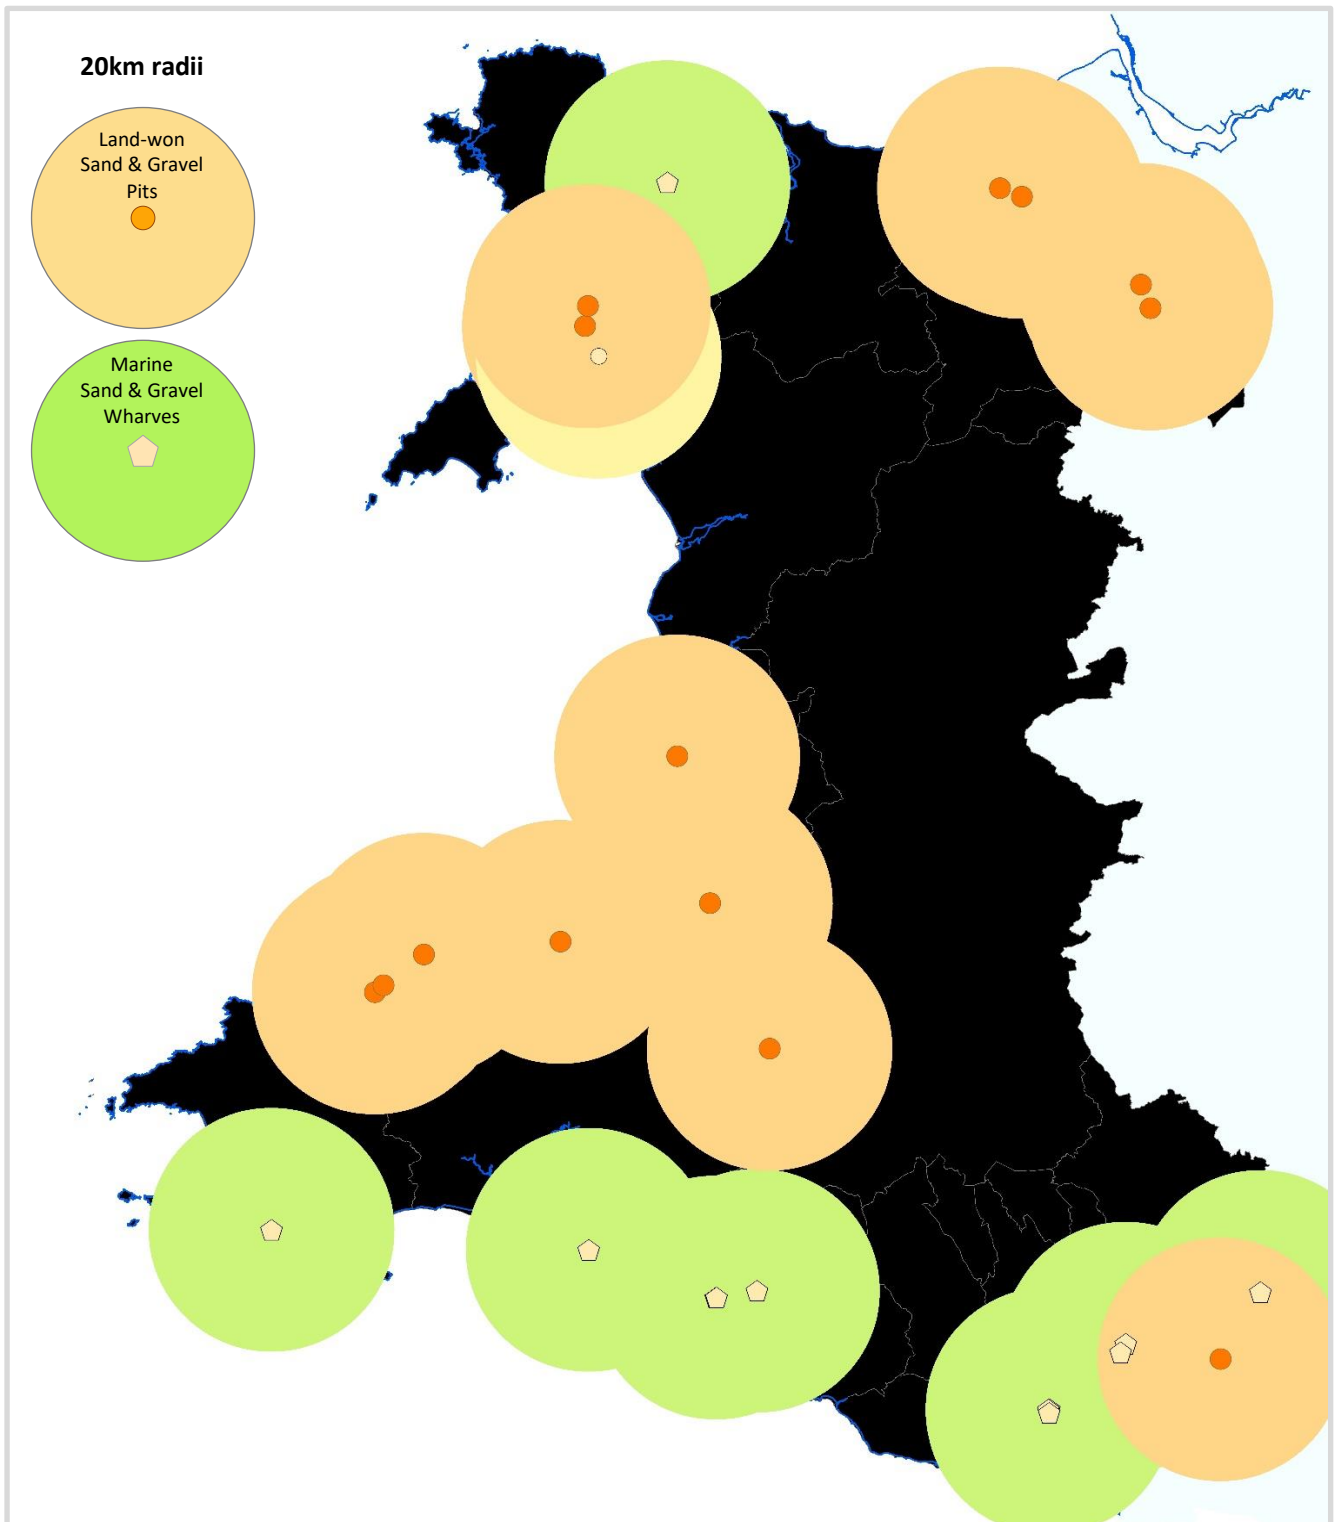 20km radii
Land-won
Sand & Gravel
Pits
Marine
Sand & Gravel
Wharves